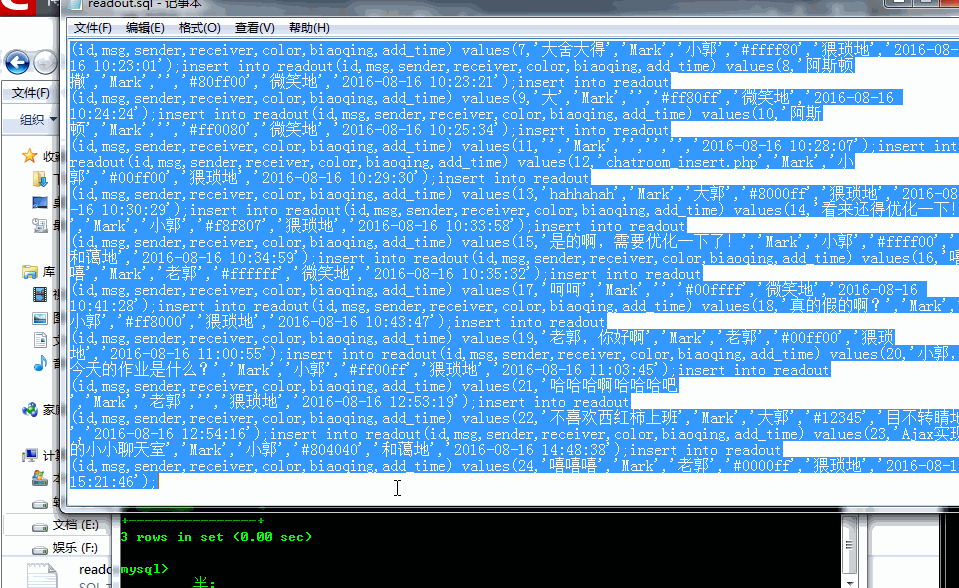 readout.sql - 记事本
文件(F) 编辑(E) 格式(O) 查看(V) 帮助(H)
(id,msg,sender,receiver,color,biaoqing,add_time) values(7,'大舍大得','Mark','小郭','#ffff80','猥琐地','2016-08-
16 10:23:01');insert into readout(id,msg,sender,receiver,color,biaoqing,add_time) values(8,'阿斯顿
撒','Mark','','#80ff00','微笑地','2016-08-16 10:23:21');insert into readout
(id,msg,sender,receiver,color,biaoqing,add_time) values(9,'大','Mark','','#ff80ff','微笑地','2016-08-16
10:24:24');insert into readout(id,msg,sender,receiver,color,biaoqing,add_time) values(10,'阿斯
顿','Mark','','#ff0080','微笑地','2016-08-16 10:25:34');insert into readout
(id,msg,sender,receiver,color,biaoqing,add_time) values(11,'','Mark','','','','2016-08-16 10:28:07');insert int
readout(id,msg,sender,receiver,color,biaoqing,add_time) values(12,'chatroom_insert.php','Mark','小
郭','#00ff00','猥琐地','2016-08-16 10:29:30');insert into readout
(id,msg,sender,receiver,color,biaoqing,add_time) values(13,'hahhahah','Mark','大郭','#8000ff','猥琐地','2016-08
16 10:30:29');insert into readout(id,msg,sender,receiver,color,biaoqing,add_time) values(14,'看来还得优化一下！
','Mark','小郭','#f8f807','猥琐地','2016-08-16 10:33:58');insert into readout
(id,msg,sender,receiver,color,biaoqing,add_time) values(15,'是的啊，需要优化一下了！','Mark','小郭','#ffff00','
和蔼地','2016-08-16 10:34:59');insert into readout(id,msg,sender,receiver,color,biaoqing,add_time) values(16,'嘻
嘻','Mark','老郭','#ffffff','微笑地','2016-08-16 10:35:32');insert into readout
(id,msg,sender,receiver,color,biaoqing,add_time) values(17,'呵呵','Mark','','#00ffff','微笑地','2016-08-16
10:41:28');insert into readout(id,msg,sender,receiver,color,biaoqing,add_time) values(18,'真的假的啊？','Mark','
小郭','#ff8000','猥琐地','2016-08-16 10:43:47');insert into readout
(id,msg,sender,receiver,color,biaoqing,add_time) values(19,'老郭，你好啊','Mark','老郭','#00ff00','猥琐
地','2016-08-16 11:00:55');insert into readout(id,msg,sender,receiver,color,biaoqing,add_time) values(20,'小郭，
今天的作业是什么？','Mark','小郭','#ff00ff','猥琐地','2016-08-16 11:03:45');insert into readout
(id,msg,sender,receiver,color,biaoqing,add_time) values(21,'哈哈哈啊哈哈哈吧
','Mark','老郭','','猥琐地','2016-08-16 12:53:19');insert into readout
(id,msg,sender,receiver,color,biaoqing,add_time) values(22,'不喜欢西红柿上班','Mark','大郭','#12345','目不转睛地
','2016-08-16 12:54:16');insert into readout(id,msg,sender,receiver,color,biaoqing,add_time) values(23,'Ajax实现
的小小聊天室','Mark','小郭','#804040','和蔼地','2016-08-16 14:48:38');insert into readout
(id,msg,sender,receiver,color,biaoqing,add_time) values(24,'嘻嘻嘻','Mark','老郭','#0000ff','猥琐地','2016-08-1
15:21:46');
文件(F)
组织
收
库
家
计
文档 (E:)
娱乐 (F:)
reado
3 rows in set (0.00 sec)
mysql>
半: